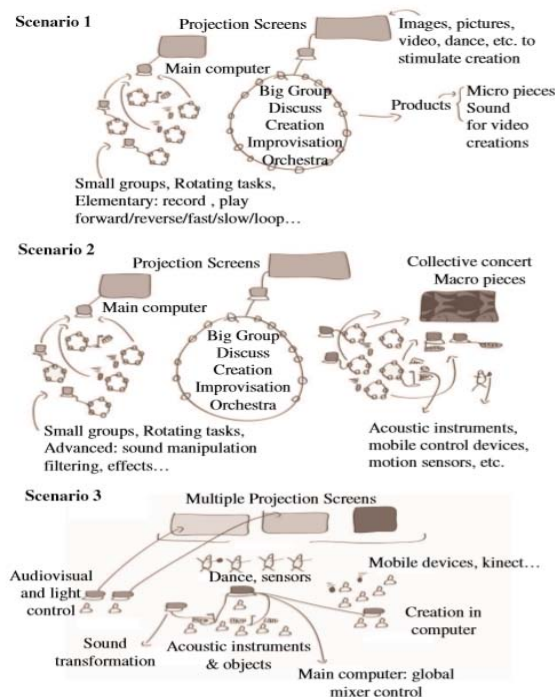 Scenario 1
Projection Screens
Main computer
Images, pictures,
video, dance, etc. to
stimulate creation
Big Group
Discuss
Creation
Improvisation
Orchestra
Products
Micro pieces
Sound
for video
creations
Small groups, Rotating tasks,
Elementary: record , play
forward/reverse/fast/slow/loop…
Scenario 2
Projection Screens
Main computer
Collective concert
Macro pieces
Big Group
Discuss
Creation
Improvisation
Orchestra
Small groups, Rotating tasks,
Advanced: sound manipulation
filtering, effects…
Acoustic instruments,
mobile control devices,
motion sensors, etc.
Scenario 3
Multiple Projection Screens
Audiovisual
and light
control
Dance, sensors
Mobile devices, kinect…
Creation in
computer
Sound
transformation
Acoustic instruments
& objects
Main computer: global
mixer control